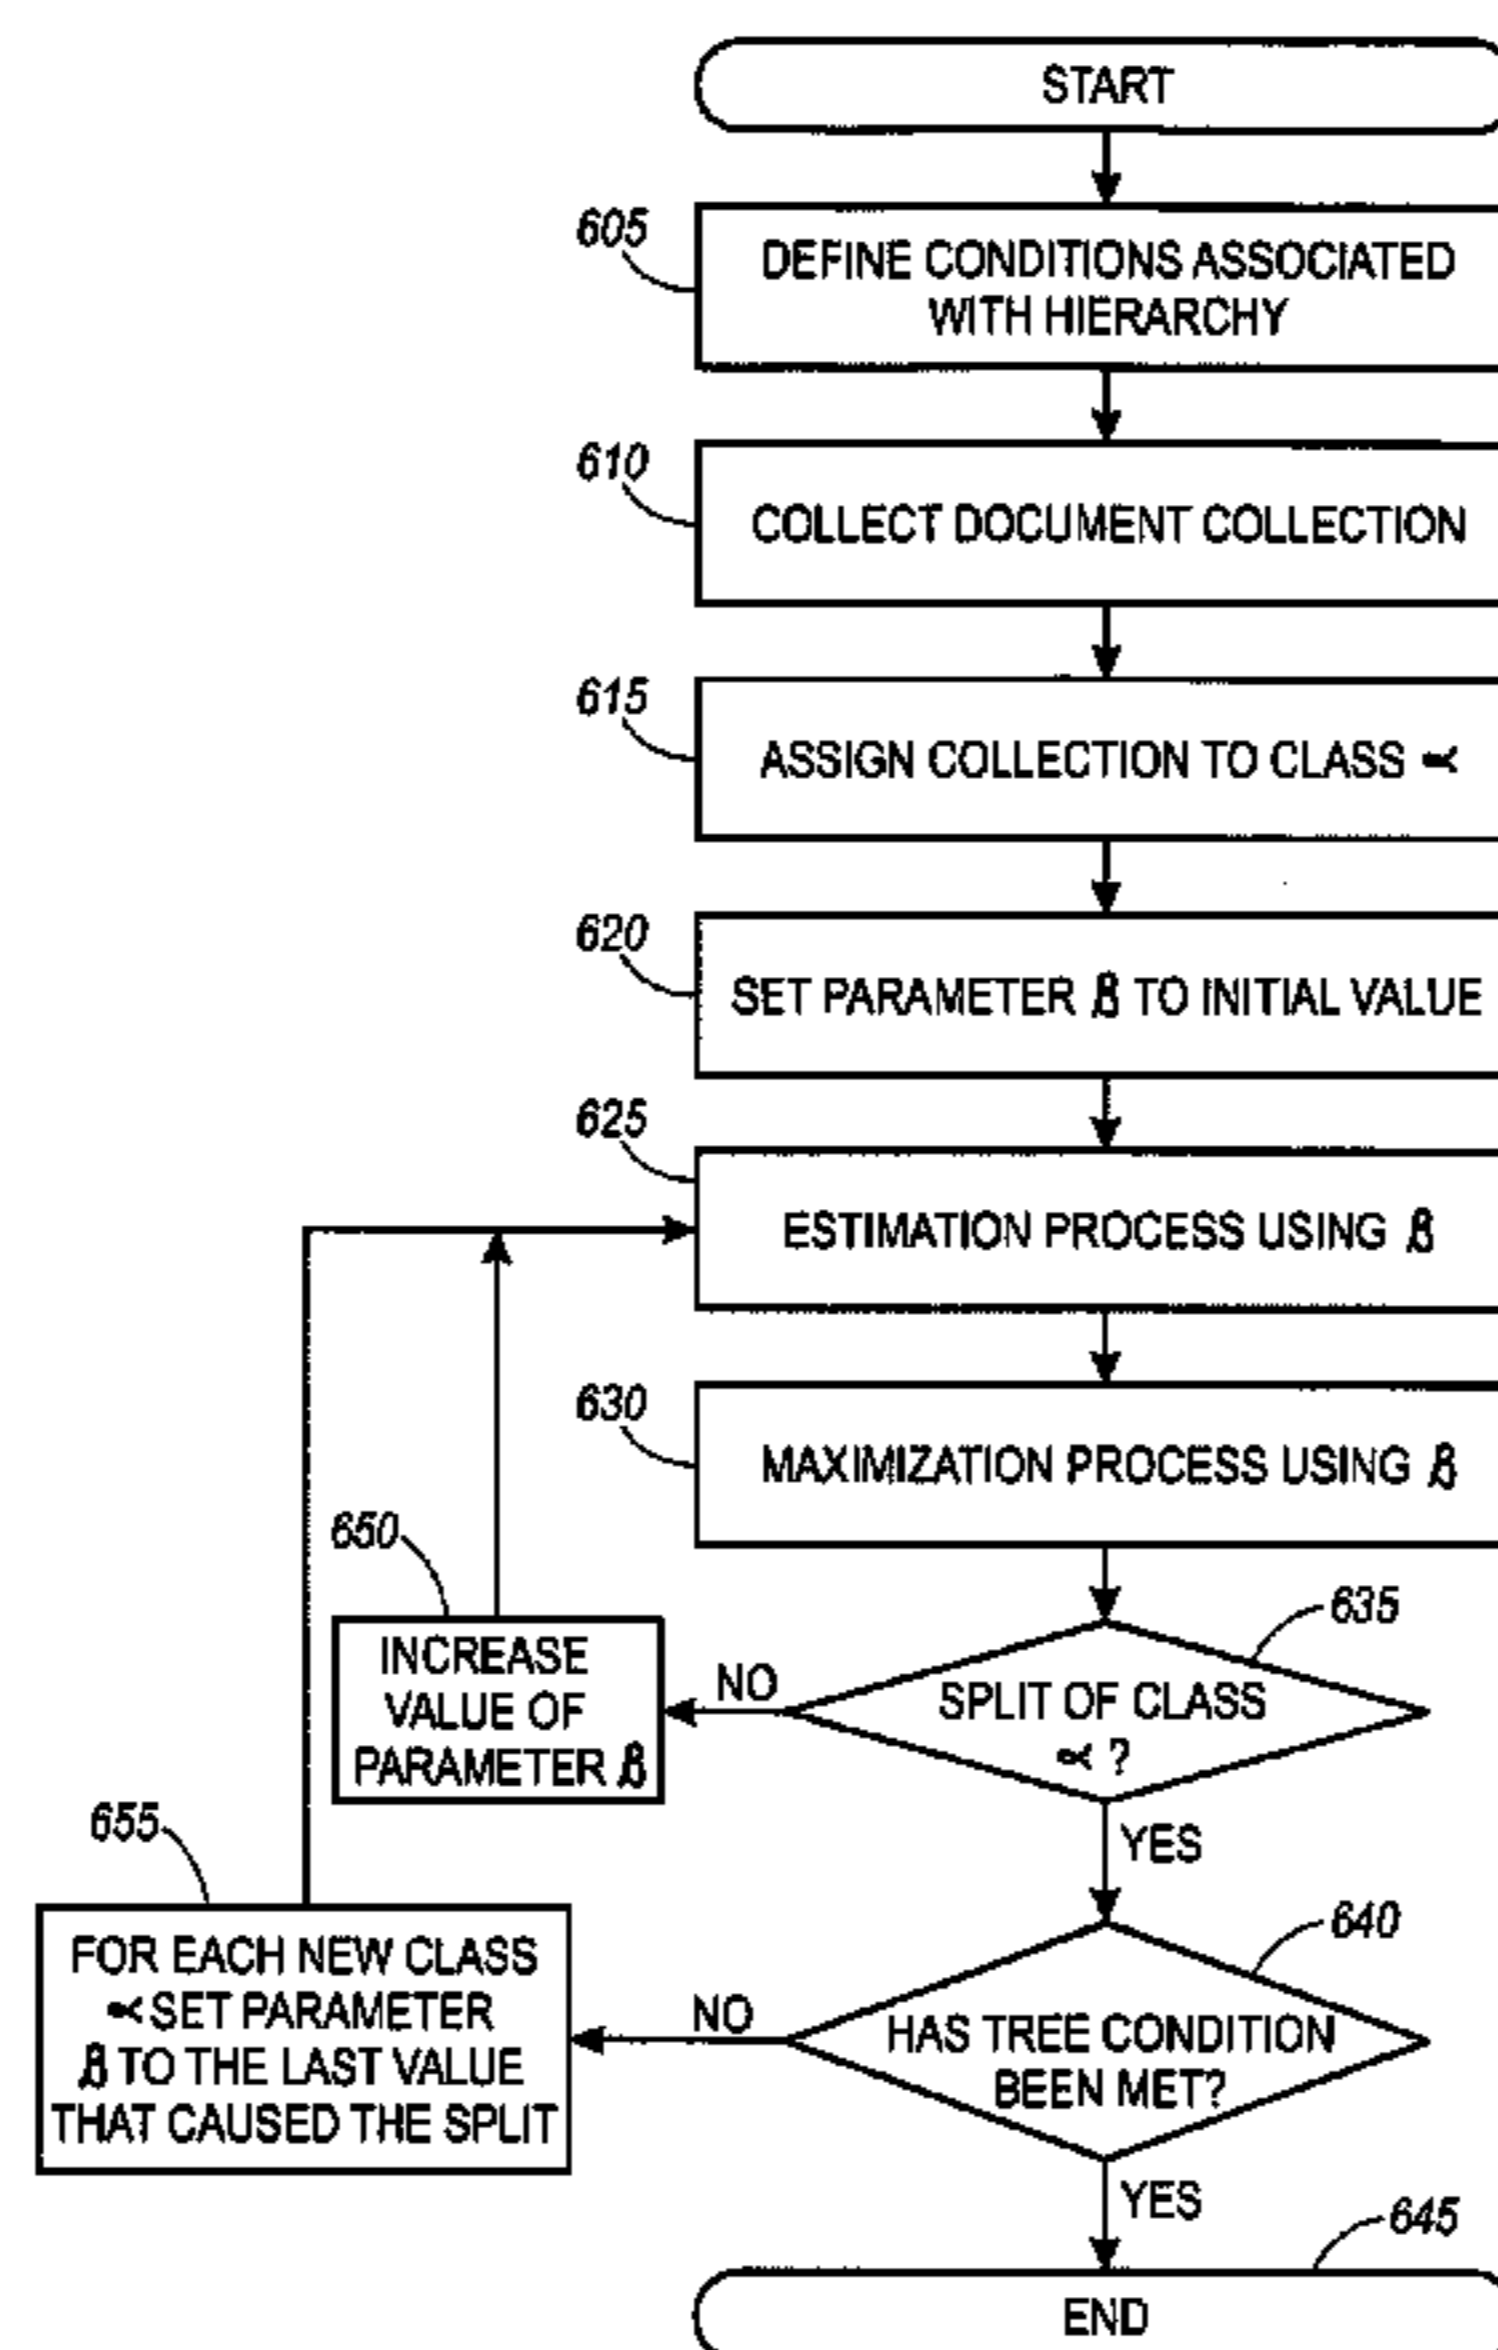 START
605
DEFINE CONDITIONS ASSOCIATED
WITH HIERARCHY
610
COLLECT DOCUMENT COLLECTION
615
ASSIGN COLLECTION TO CLASS ∝
620
SET PARAMETER β TO INITIAL VALUE
625
ESTIMATION PROCESS USING β
630
MAXIMIZATION PROCESS USING β
635
SPLIT OF CLASS
∝ ?
NO
650
INCREASE
VALUE OF
PARAMETER β
YES
640
HAS TREE CONDITION
BEEN MET?
NO
655
FOR EACH NEW CLASS
∝ SET PARAMETER
β TO THE LAST VALUE
THAT CAUSED THE SPLIT
YES
645
END